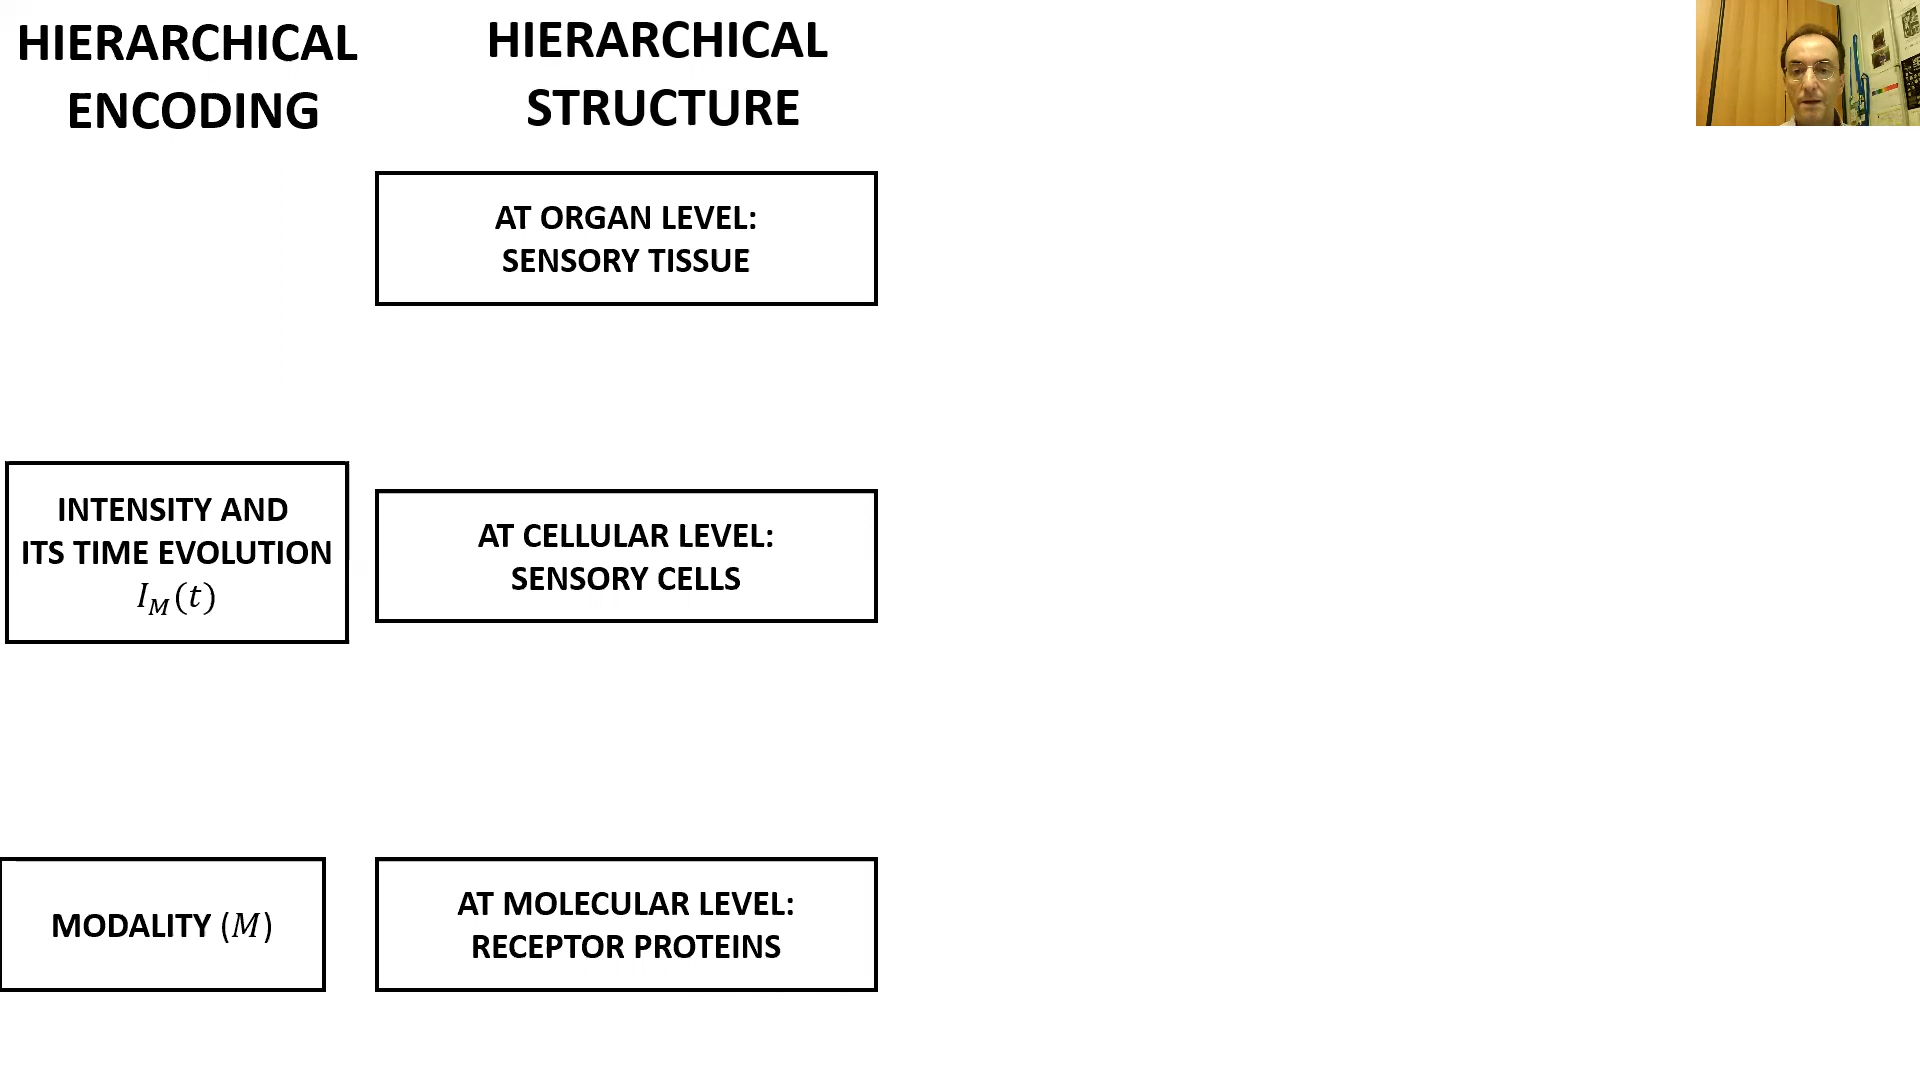 HIERARCHICAL
ENCODING
HIERARCHICAL
STRUCTURE
AT ORGAN LEVEL:
SENSORY TISSUE
INTENSITY AND
ITS TIME EVOLUTION
I_M(t)
AT CELLULAR LEVEL:
SENSORY CELLS
MODALITY (M)
AT MOLECULAR LEVEL:
RECEPTOR PROTEINS